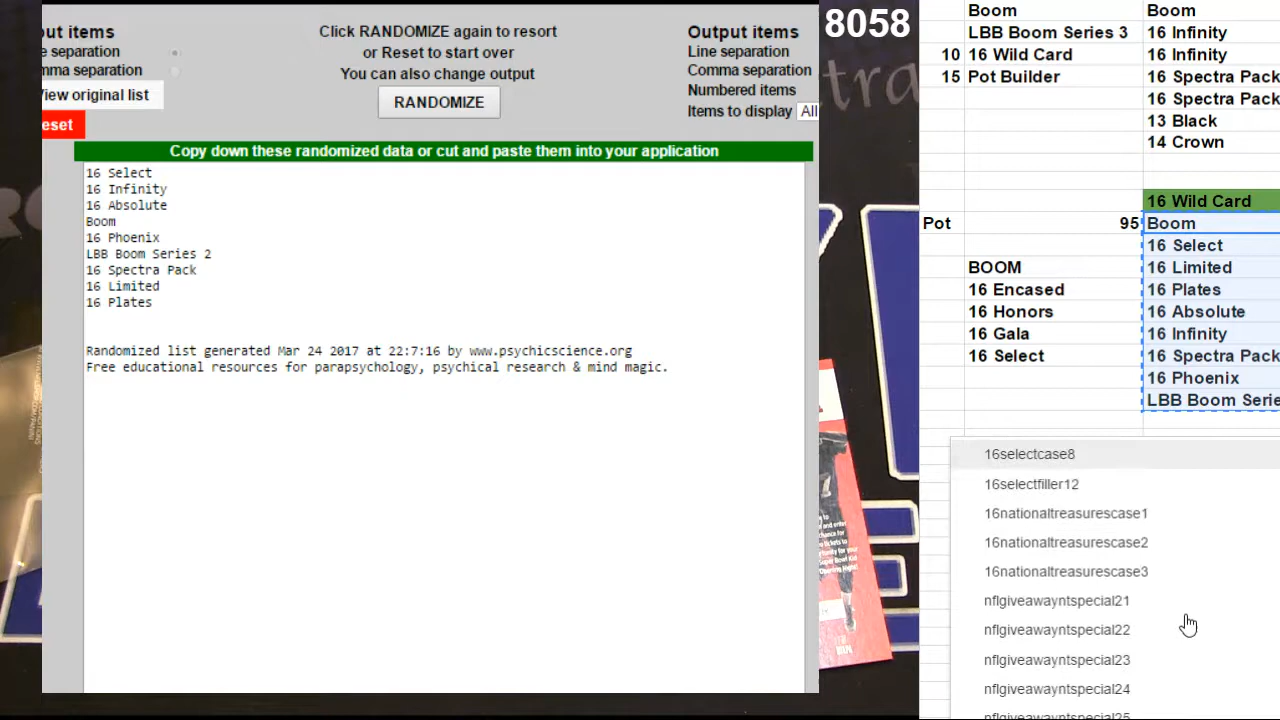 ut items
e separation
mma separation
iew original list
eset
Click RANDOMIZE again to resort
or Reset to start over
You can also change output
RANDOMIZE
Output items
Line separation
Comma separation
Numbered items
Items to display All
Copy down these randomized data or cut and paste them into your application
16 Select
16 Infinity
16 Absolute
Boom
16 Phoenix
LBB Boom Series 2
16 Spectra Pack
16 Limited
16 Plates
Randomized list generated Mar 24 2017 at 22:7:16 by www.psychicscience.org
Free educational resources for parapsychology, psychical research & mind magic.
8058
Boom
LBB Boom Series 3
10 16 Wild Card
15 Pot Builder
Pot 95
BOOM
16 Encased
16 Honors
16 Gala
16 Select
Boom
16 Infinity
16 Infinity
16 Spectra Pack
16 Spectra Pack
13 Black
14 Crown
16 Wild Card
Boom
16 Select
16 Limited
16 Plates
16 Absolute
16 Infinity
16 Spectra Pack
16 Phoenix
LBB Boom Serie
16selectcase8
16selectfiller12
16nationaltreasurescase1
16nationaltreasurescase2
16nationaltreasurescase3
nflgiveawayntspecial21
nflgiveawayntspecial22
nflgiveawayntspecial23
nflgiveawayntspecial24
nflgiveawayntspecial25